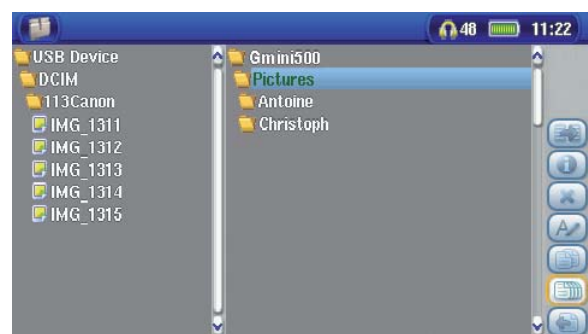 48 11:22
USB Device
DCIM
113Canon
IMG_1311
IMG_1312
IMG_1313
IMG_1314
IMG_1315
Gmini500
Pictures
Antoine
Christoph